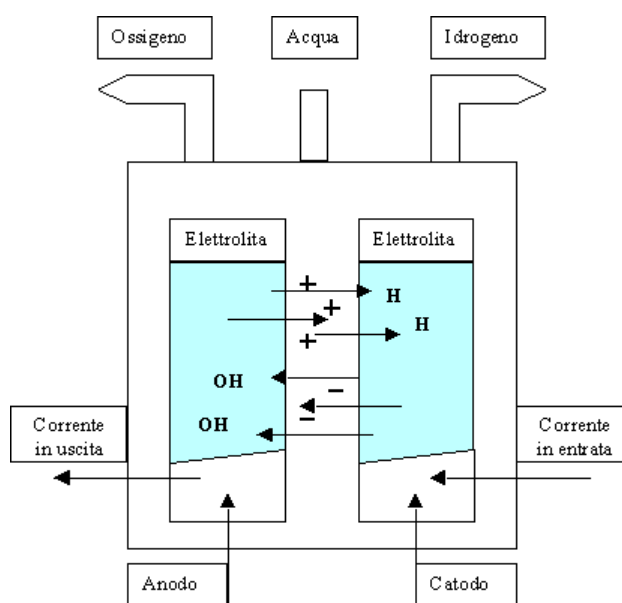 Ossigeno
Acqua
Idrogeno
Elettrolita
Elettrolita
+
H
+
H
+
OH
-
OH
-
Corrente
in uscita
Corrente
in entrata
Anodo
Catodo